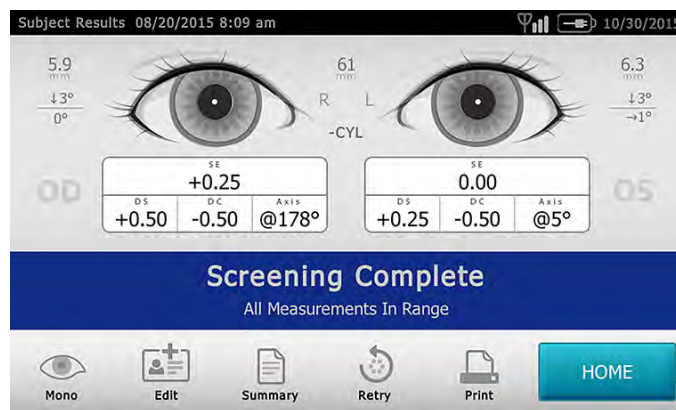 Subject Results 08/20/2015 8:09 am 10/30/2015
5.9 mm
↓3°
0°
61 mm
R L
-CYL
6.3 mm
↓3°
→1°
OD
SE
+0.25
DS DC Axis
+0.50 -0.50 @178°
SE
0.00
DS DC Axis
+0.25 -0.50 @5°
OS
Screening Complete
All Measurements In Range
Mono Edit Summary Retry Print HOME